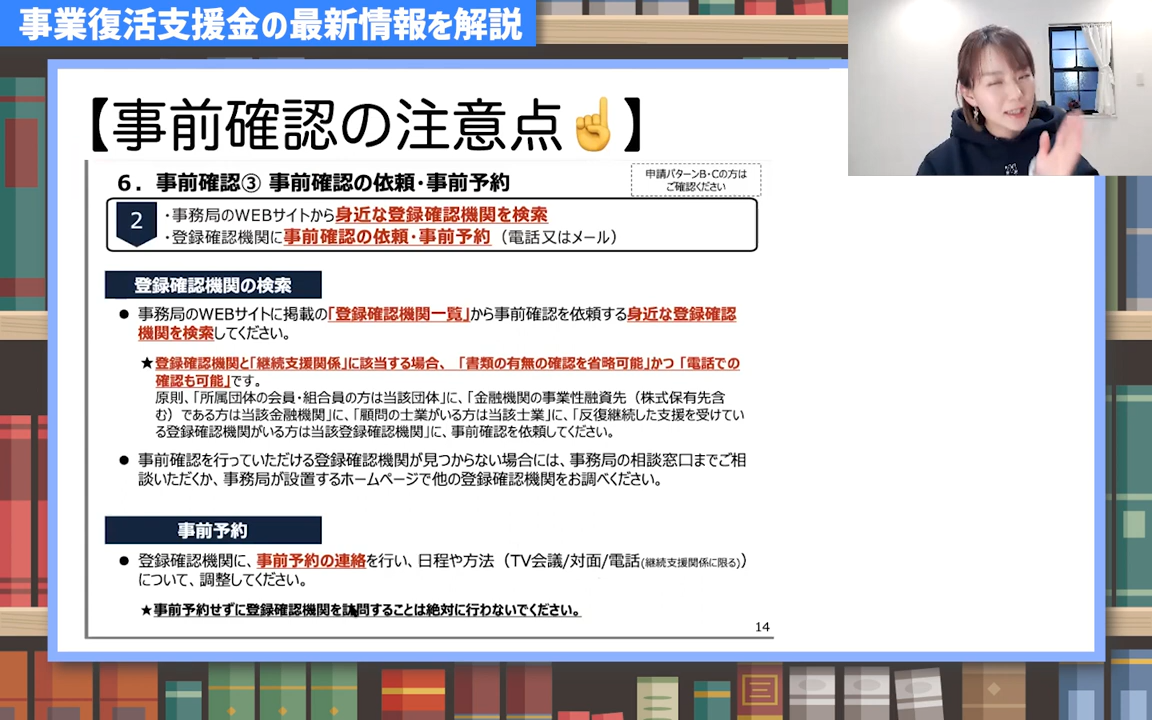 事業復活支援金の最新情報を解説
【事前確認の注意点☝】
6．事前確認③ 事前確認の依頼・事前予約
申請パターンB・Cの方は
ご確認ください
2
・事務局のWEBサイトから身近な登録確認機関を検索
・登録確認機関に事前確認の依頼・事前予約（電話又はメール）
登録確認機関の検索
● 事務局のWEBサイトに掲載の「登録確認機関一覧」から事前確認を依頼する身近な登録確認
機関を検索してください。
★登録確認機関と「継続支援関係」に該当する場合、「書類の有無の確認を省略可能」かつ「電話での
確認も可能」です。
原則、「所属団体の会員・組合員の方は当該団体」に、「金融機関の事業性融資先（株式保有先含
む）である方は当該金融機関」に、「顧問の士業がいる方は当該士業」に、「反復継続した支援を受けてい
る登録確認機関がいる方は当該登録確認機関」に、事前確認を依頼してください。
● 事前確認を行っていただける登録確認機関が見つからない場合には、事務局の相談窓口までご相
談いただくか、事務局が設置するホームページで他の登録確認機関をお調べください。
事前予約
● 登録確認機関に、事前予約の連絡を行い、日程や方法（TV会議/対面/電話(継続支援関係に限る)）
について、調整してください。
★事前予約せずに登録確認機関を訪問することは絶対に行わないでください。
14